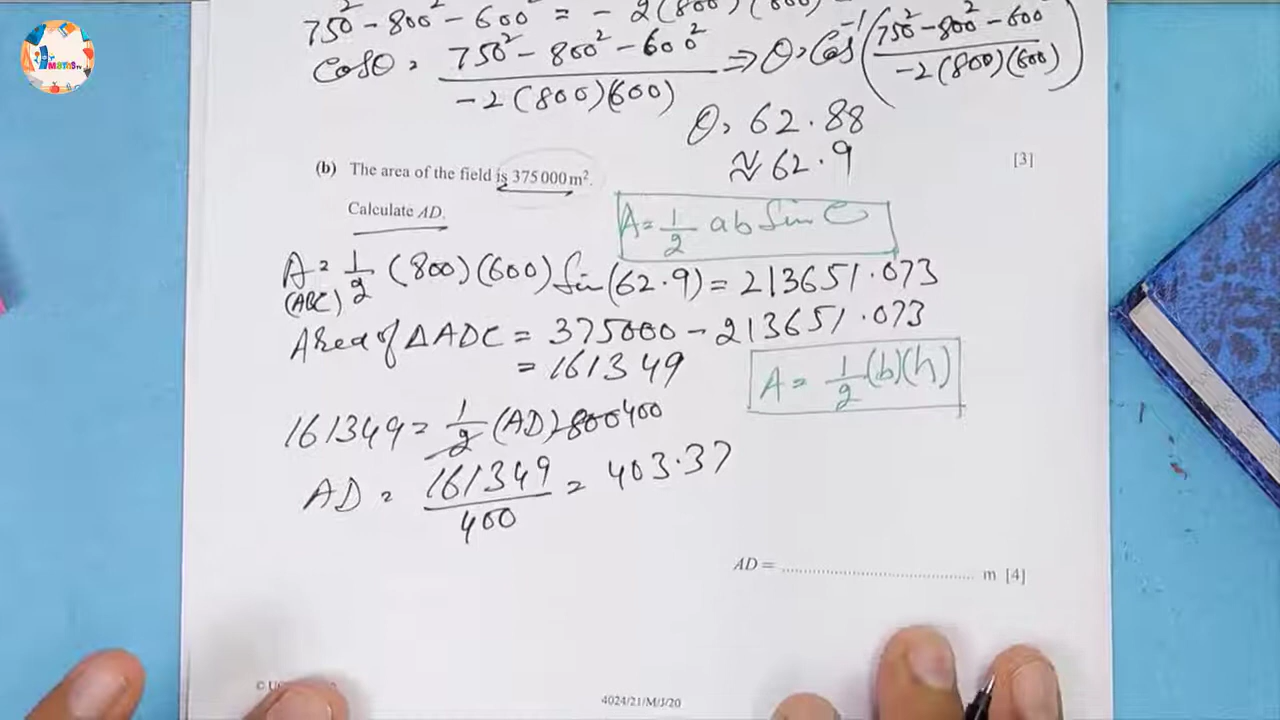 MATHS TV
750² - 800² - 600² = - 2(800)(600)
Cosθ = 750² - 800² - 600² / -2(800)(600) ⇒ θ = Cos⁻¹(750² - 800² - 600² / -2(800)(600))
θ = 62.88
≈ 62.9
[3]
(b) The area of the field is 375 000 m².
Calculate AD.
A = 1/2 ab Sin C
A = 1/2 (800)(600) Sin(62.9) = 213651.073
(ABC)
Area of ΔADC = 375000 - 213651.073
= 161349
A = 1/2 (b)(h)
161349 = 1/2 (AD) 800 400
AD = 161349 / 400 = 403.37
AD = ........................................ m [4]
4024/21/M/J/20